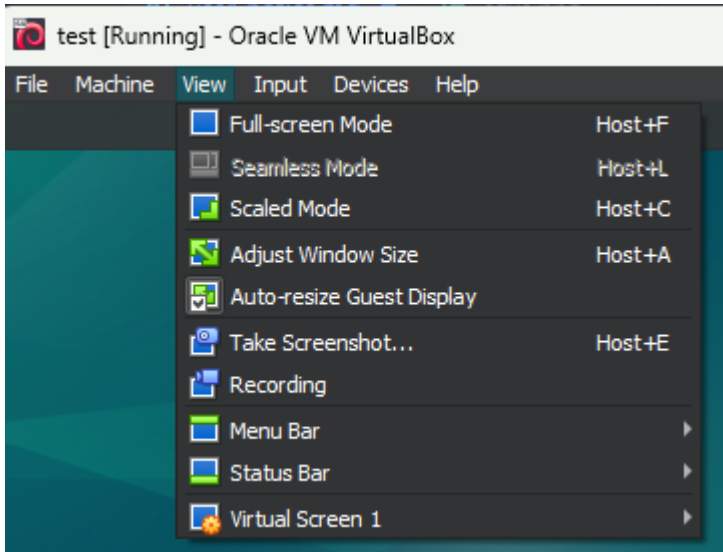 test [Running] - Oracle VM VirtualBox
File Machine View Input Devices Help
Full-screen Mode Host+F
Seamless Mode Host+L
Scaled Mode Host+C
Adjust Window Size Host+A
Auto-resize Guest Display
Take Screenshot... Host+E
Recording
Menu Bar
Status Bar
Virtual Screen 1